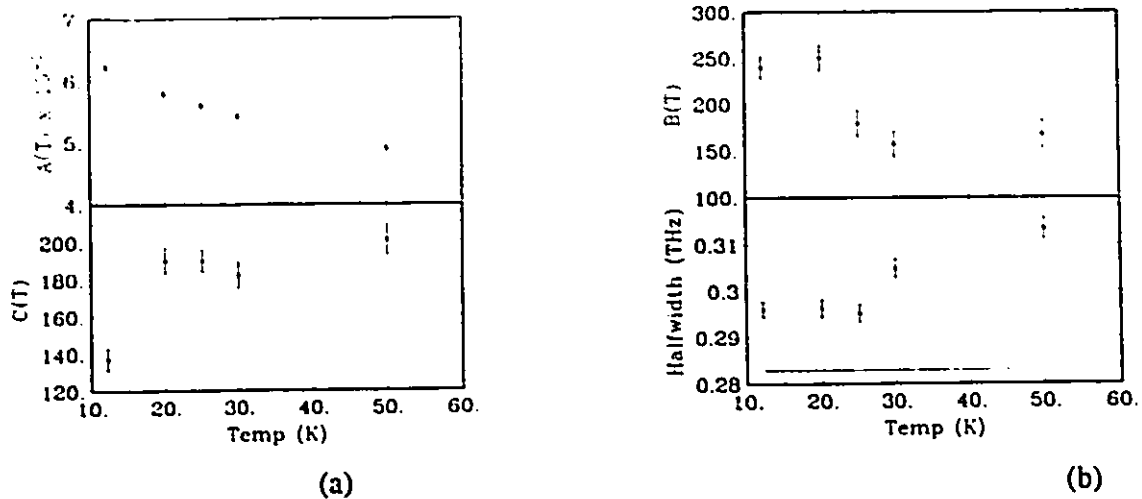 7.
6.
5.
4.
A(T) x
200.
180.
160.
140.
120.
C(T)
10. 20. 30. 40. 50. 60.
Temp (K)
(a)
300.
250.
200.
150.
100.
B(T)
0.31
0.3
0.29
0.28
Halfwidth (THz)
10. 20. 30. 40. 50. 60.
Temp (K)
(b)